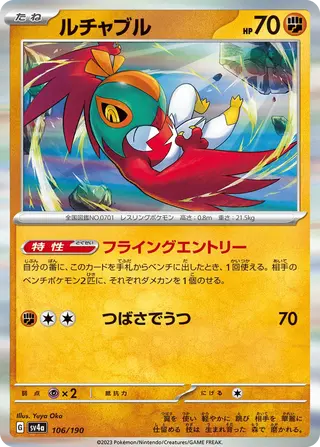 たね ルチャブル HP70
全国図鑑NO.0701 レスリングポケモン 高さ:0.8m 重さ:21.5kg
特性 フライングエントリー
自分の番に、このカードを手札からベンチに出したとき、1回使える。相手の
ベンチポケモン2匹に、それぞれダメカンを1個のせる。
つばさでうつ 70
弱点 ×2 抵抗力 にげる
G sv4a 106/190
Illus. Yuya Oko
©2023 Pokémon/Nintendo/Creatures/GAME FREAK.